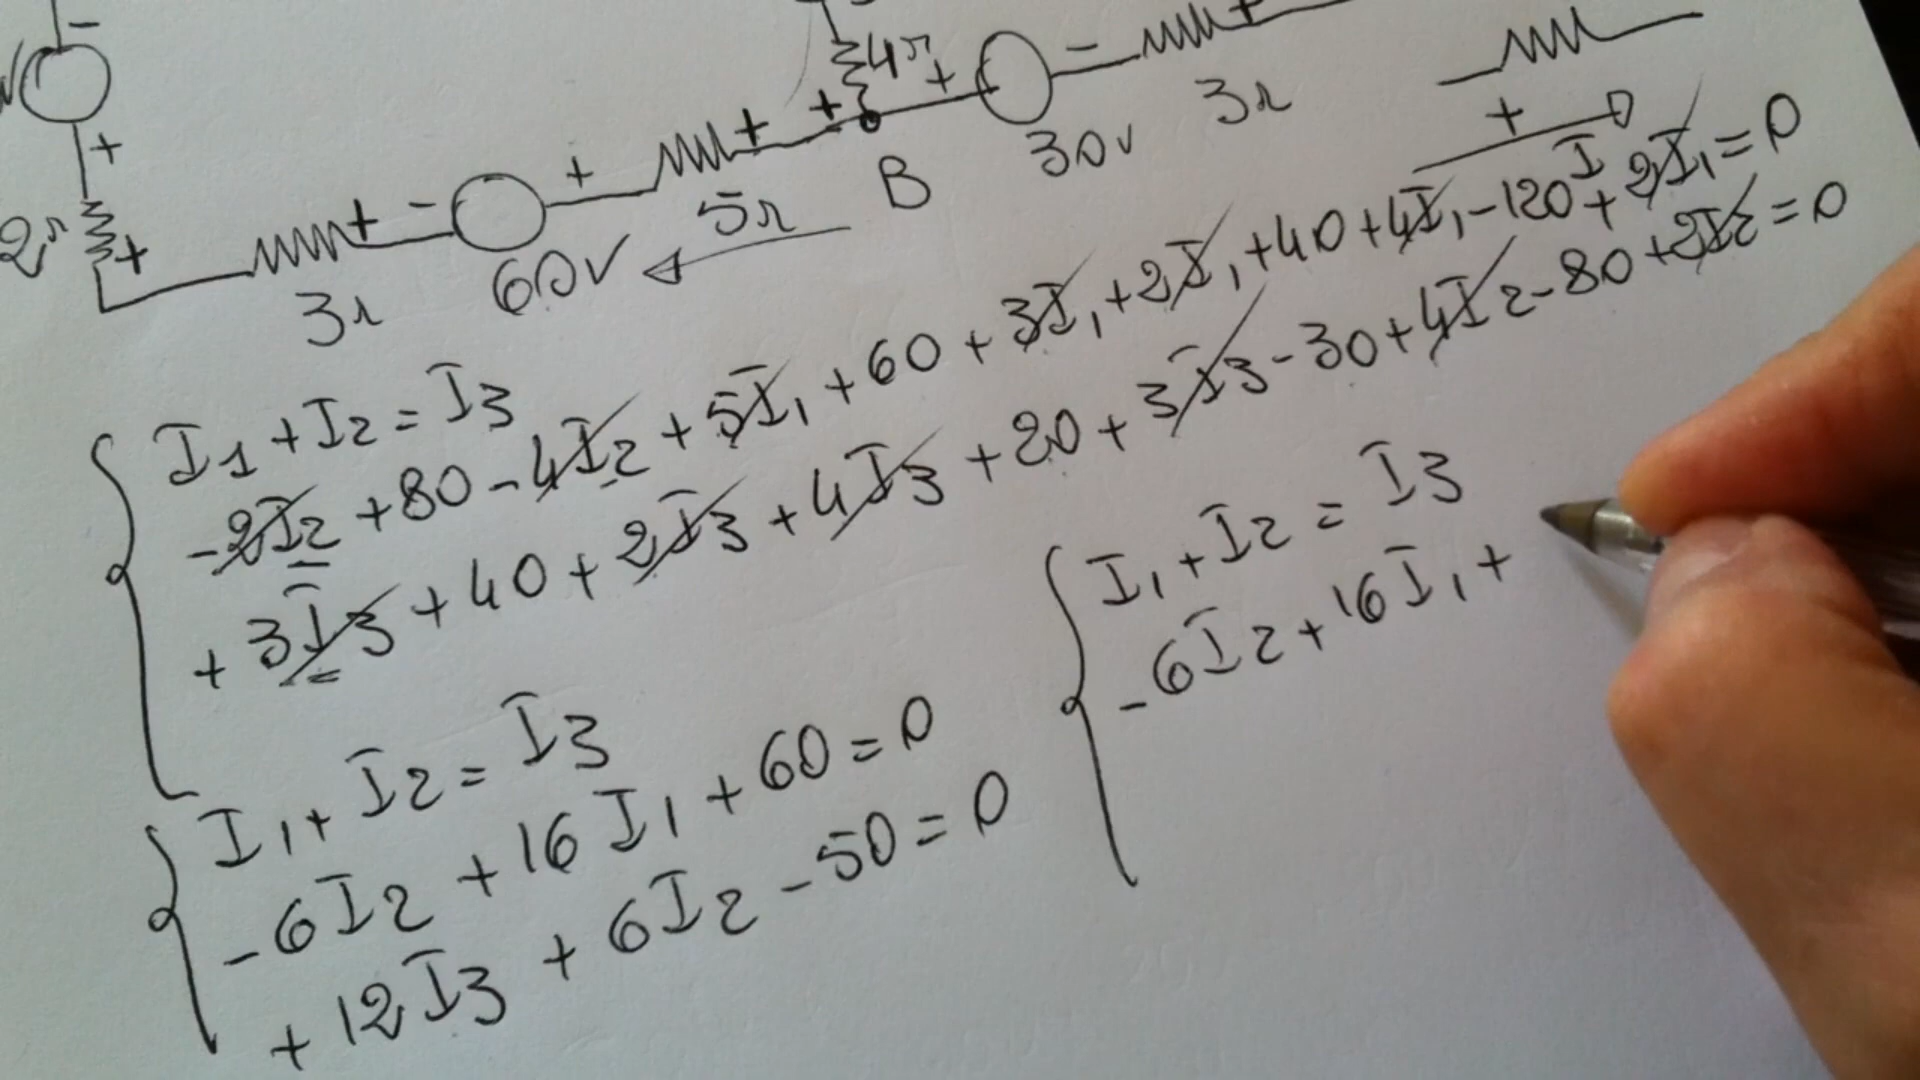 -
+
2Ω
+
3Ω
+ -
60V
+
5Ω
+
+
4Ω
B
+
30V
-
3Ω
+
+
I
I1 + I2 = I3
-2I2 + 80 - 4I2 + 5I1 + 60 + 3I1 + 2I1 + 40 + 4I1 - 120 + 2I1 = 0
+ 3I3 + 40 + 2I3 + 4I3 + 20 + 3I3 - 30 + 4I2 - 80 + 2I2 = 0
I1 + I2 = I3
-6I2 + 16I1 + 60 = 0
+ 12I3 + 6I2 - 50 = 0
I1 + I2 = I3
-6I2 + 16I1 +